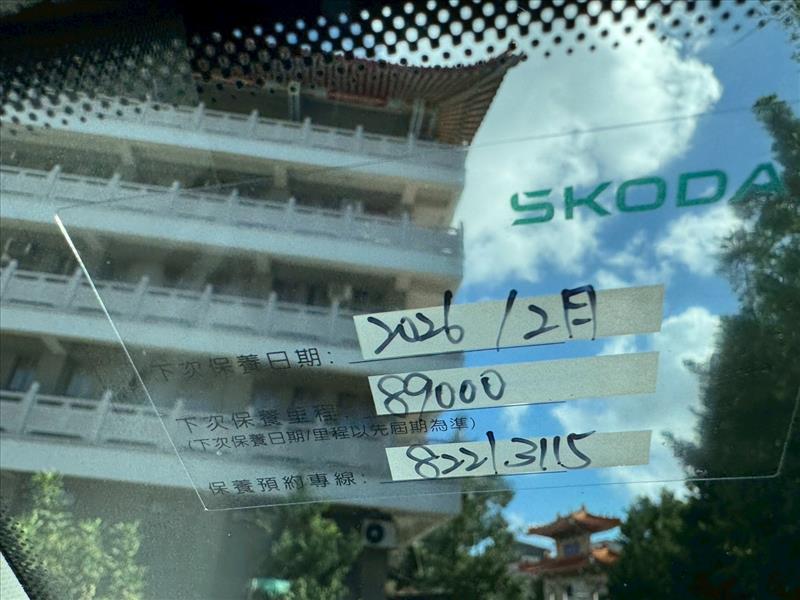 SKODA
下次保養日期: 2026 / 2月
下次保養里程: 89000
(下次保養日期/里程以先屆期為準)
保養預約專線: 8221.3115